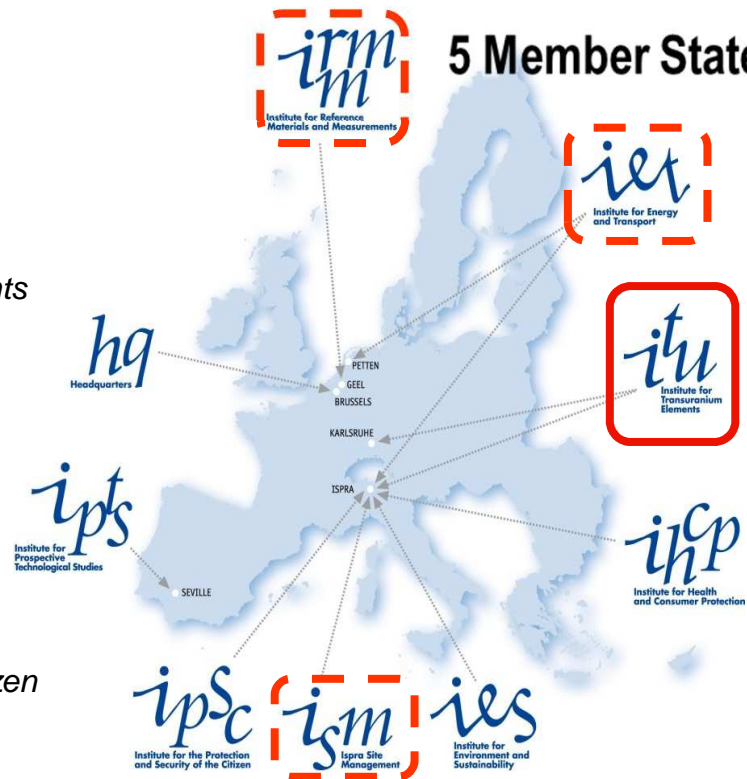 5 Member State
irmm
Institute for Reference
Materials and Measurements
iet
Institute for Energy
and Transport
nts
hq
Headquarters
PETTEN
GEEL
BRUSSELS
itu
Institute for
Transuranium
Elements
KARLSRUHE
ISPRA
ipts
Institute for
Prospective
Technological Studies
SEVILLE
ihcp
Institute for Health
and Consumer Protection
zen
ipsc
Institute for the Protection
and Security of the Citizen
ism
Ispra Site
Management
ies
Institute for
Environment and
Sustainability